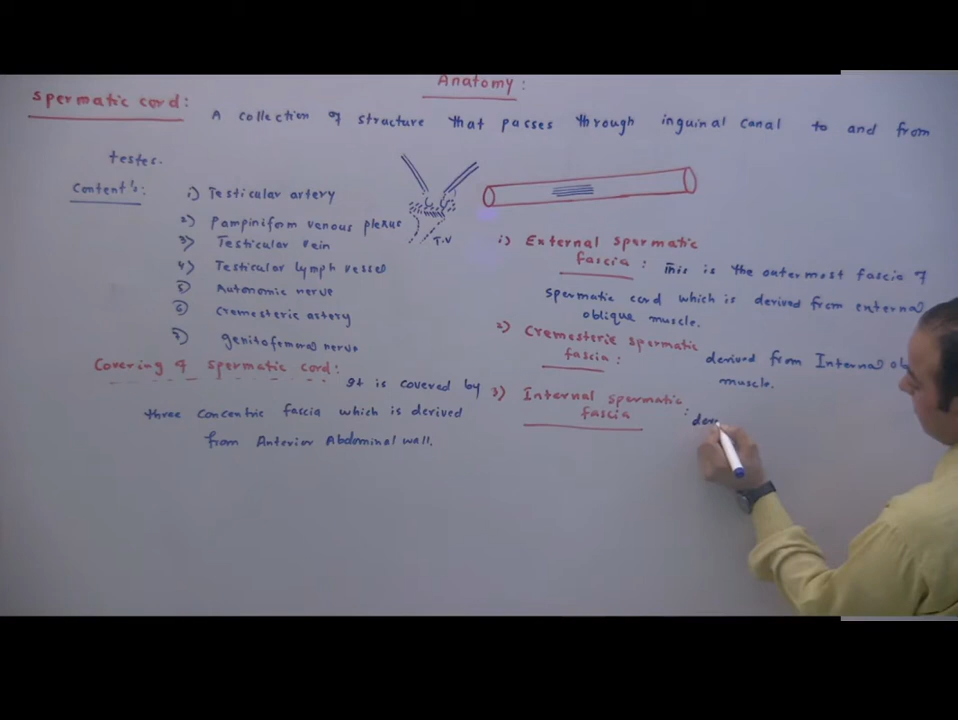 Anatomy:
Spermatic cord: A collection of structure that passes through inguinal canal to and from
testes.
Content's: 1) Testicular artery
2) Pampiniform venous plexus
3) Testicular vein
4) Testicular lymph vessel
5) Autonomic nerve
6) Cremesteric artery
7) genitofemoral nerve
T.V
Covering of spermatic cord: It is covered by
three concentric fascia which is derived
from Anterior Abdominal wall.
1) External spermatic
fascia: This is the outermost fascia of
spermatic cord which is derived from external
oblique muscle.
2) Cremesteric spermatic
fascia: derived from Internal ob
muscle.
3) Internal spermatic
fascia : der